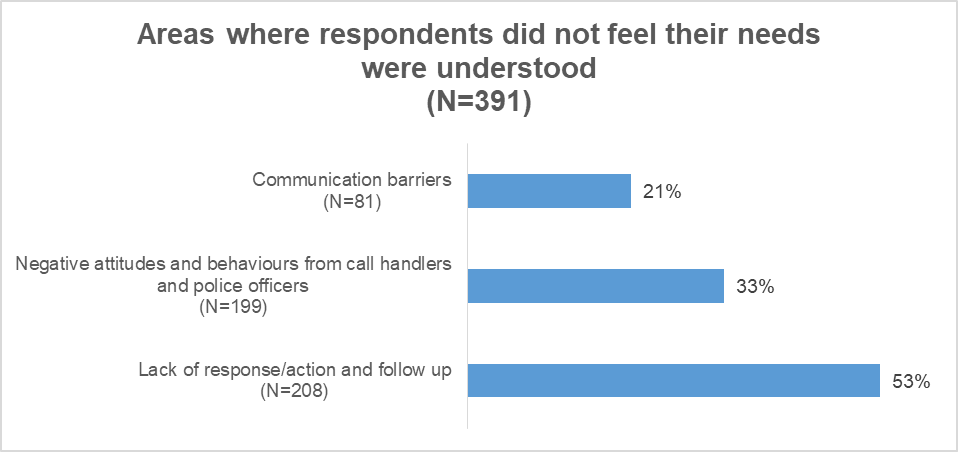 Areas where respondents did not feel their needs
were understood
(N=391)
Communication barriers
(N=81)
21%
Negative attitudes and behaviours from call handlers
and police officers
(N=199)
33%
Lack of response/action and follow up
(N=208)
53%